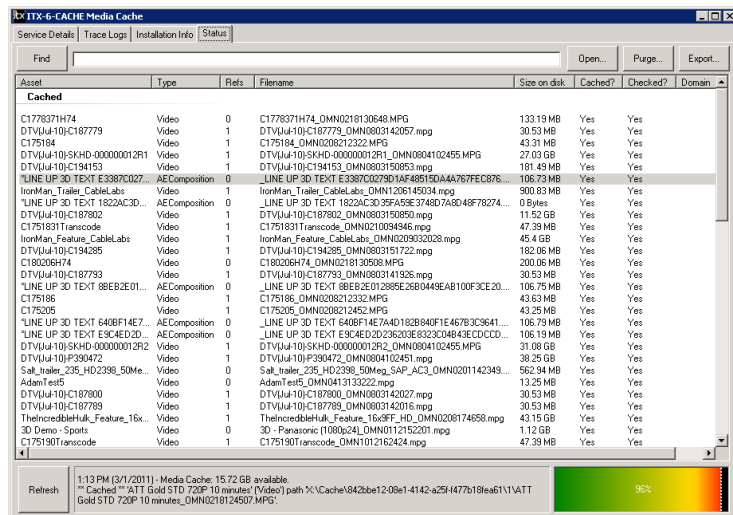 itx ITX-6-CACHE Media Cache
Service Details Trace Logs Installation Info Status
Find Open... Purge... Export...
Asset Type Refs Filename Size on disk Cached? Checked? Domain
Cached
C1778371H74 Video 0 C1778371H74_OMN0218130648.MPG 133.19 MB Yes Yes
DTV(Jul-10)-C187779 Video 1 DTV(Jul-10)-C187779_OMN0803142057.mpg 30.53 MB Yes Yes
C175184 Video 0 C175184_OMN0208212322.MPG 43.31 MB Yes Yes
DTV(Jul-10)-SKHD-000000012R1 Video 0 DTV(Jul-10)-SKHD-000000012R1_OMN0804102455.MPG 27.03 GB Yes Yes
DTV(Jul-10)-C194153 Video 1 DTV(Jul-10)-C194153_OMN0803150853.mpg 181.49 MB Yes Yes
"LINE UP 3D TEXT E3387C027... AEComposition 0 _LINE UP 3D TEXT E3387C0279D1AF48515DA4A767FEC876.... 106.73 MB Yes Yes
IronMan_Trailer_CableLabs Video 1 IronMan_Trailer_CableLabs_OMN1206145034.mpg 900.83 MB Yes Yes
"LINE UP 3D TEXT 1822AC3D... AEComposition 0 _LINE UP 3D TEXT 1822AC3D35FA59E3748D7A8D48F78274.... 0 Bytes Yes Yes
DTV(Jul-10)-C187802 Video 1 DTV(Jul-10)-C187802_OMN0803150850.mpg 11.52 GB Yes Yes
C1751831Transcode Video 1 C1751831Transcode_OMN0210094946.mpg 47.39 MB Yes Yes
IronMan_Feature_CableLabs Video 1 IronMan_Feature_CableLabs_OMN0209032028.mpg 45.4 GB Yes Yes
DTV(Jul-10)-C194285 Video 1 DTV(Jul-10)-C194285_OMN0803151722.mpg 182.06 MB Yes Yes
C180206H74 Video 0 C180206H74_OMN0218130508.MPG 200.06 MB Yes Yes
DTV(Jul-10)-C187793 Video 1 DTV(Jul-10)-C187793_OMN0803141926.mpg 30.53 MB Yes Yes
"LINE UP 3D TEXT 8BEB2E01... AEComposition 0 _LINE UP 3D TEXT 8BEB2E012885E26B0449EAB100F3CE20.... 106.75 MB Yes Yes
C175186 Video 1 C175186_OMN0208212332.MPG 43.63 MB Yes Yes
C175205 Video 1 C175205_OMN0208212452.MPG 43.25 MB Yes Yes
"LINE UP 3D TEXT 640BF14E7... AEComposition 0 _LINE UP 3D TEXT 640BF14E7A4D182B840F1E467B3C9641.... 106.79 MB Yes Yes
"LINE UP 3D TEXT E9C4ED2D... AEComposition 0 _LINE UP 3D TEXT E9C4ED2D236203E8323C04B43ECDCCD... 106.19 MB Yes Yes
DTV(Jul-10)-SKHD-000000012R2 Video 0 DTV(Jul-10)-SKHD-000000012R2_OMN0804102455.MPG 31.08 GB Yes Yes
DTV(Jul-10)-P390472 Video 1 DTV(Jul-10)-P390472_OMN0804102451.mpg 38.25 GB Yes Yes
Salt_trailer_235_HD2398_50Me... Video 0 Salt_trailer_235_HD2398_50Meg_SAP_AC3_OMN0201142349.... 562.94 MB Yes Yes
AdamTest5 Video 0 AdamTest5_OMN0413133222.mpg 13.25 MB Yes Yes
DTV(Jul-10)-C187800 Video 1 DTV(Jul-10)-C187800_OMN0803142027.mpg 30.53 MB Yes Yes
DTV(Jul-10)-C187789 Video 1 DTV(Jul-10)-C187789_OMN0803142016.mpg 30.53 MB Yes Yes
TheIncredibleHulk_Feature_16x... Video 1 TheIncredibleHulk_Feature_16x9FF_HD_OMN0208174658.mpg 43.15 GB Yes Yes
3D Demo - Sports Video 0 3D - Panasonic (1080p24)_OMN0112152201.mpg 1.12 GB Yes Yes
C175190Transcode Video 1 C175190Transcode_OMN1012162424.mpg 47.39 MB Yes Yes
Refresh
1:13 PM (3/1/2011) - Media Cache: 15.72 GB available.
** Cached ** 'ATT Gold STD 720P 10 minutes' (Video') path 'X:\Cache\842bbe12-08e1-4142-a25f-f477b18fea61\1\ATT
Gold STD 720P 10 minutes_OMN0218124507.MPG'.
96%